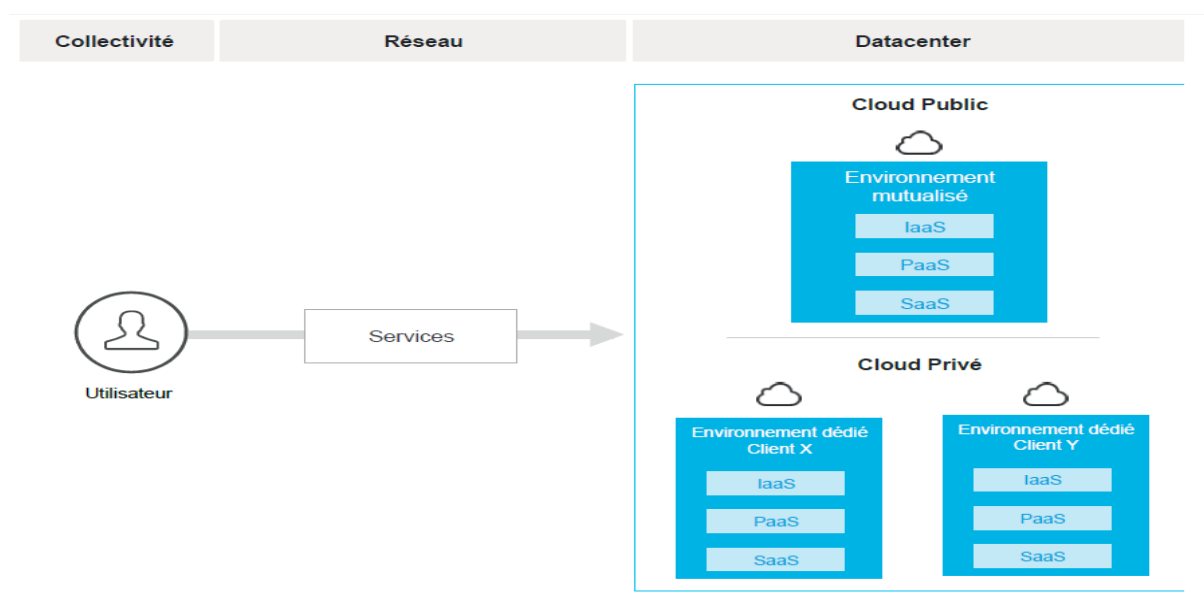 Collectivité
Réseau
Datacenter
Cloud Public
Environnement
mutualisé
IaaS
PaaS
SaaS
Services
Utilisateur
Cloud Privé
Environnement dédié
Client X
IaaS
PaaS
SaaS
Environnement dédié
Client Y
IaaS
PaaS
SaaS